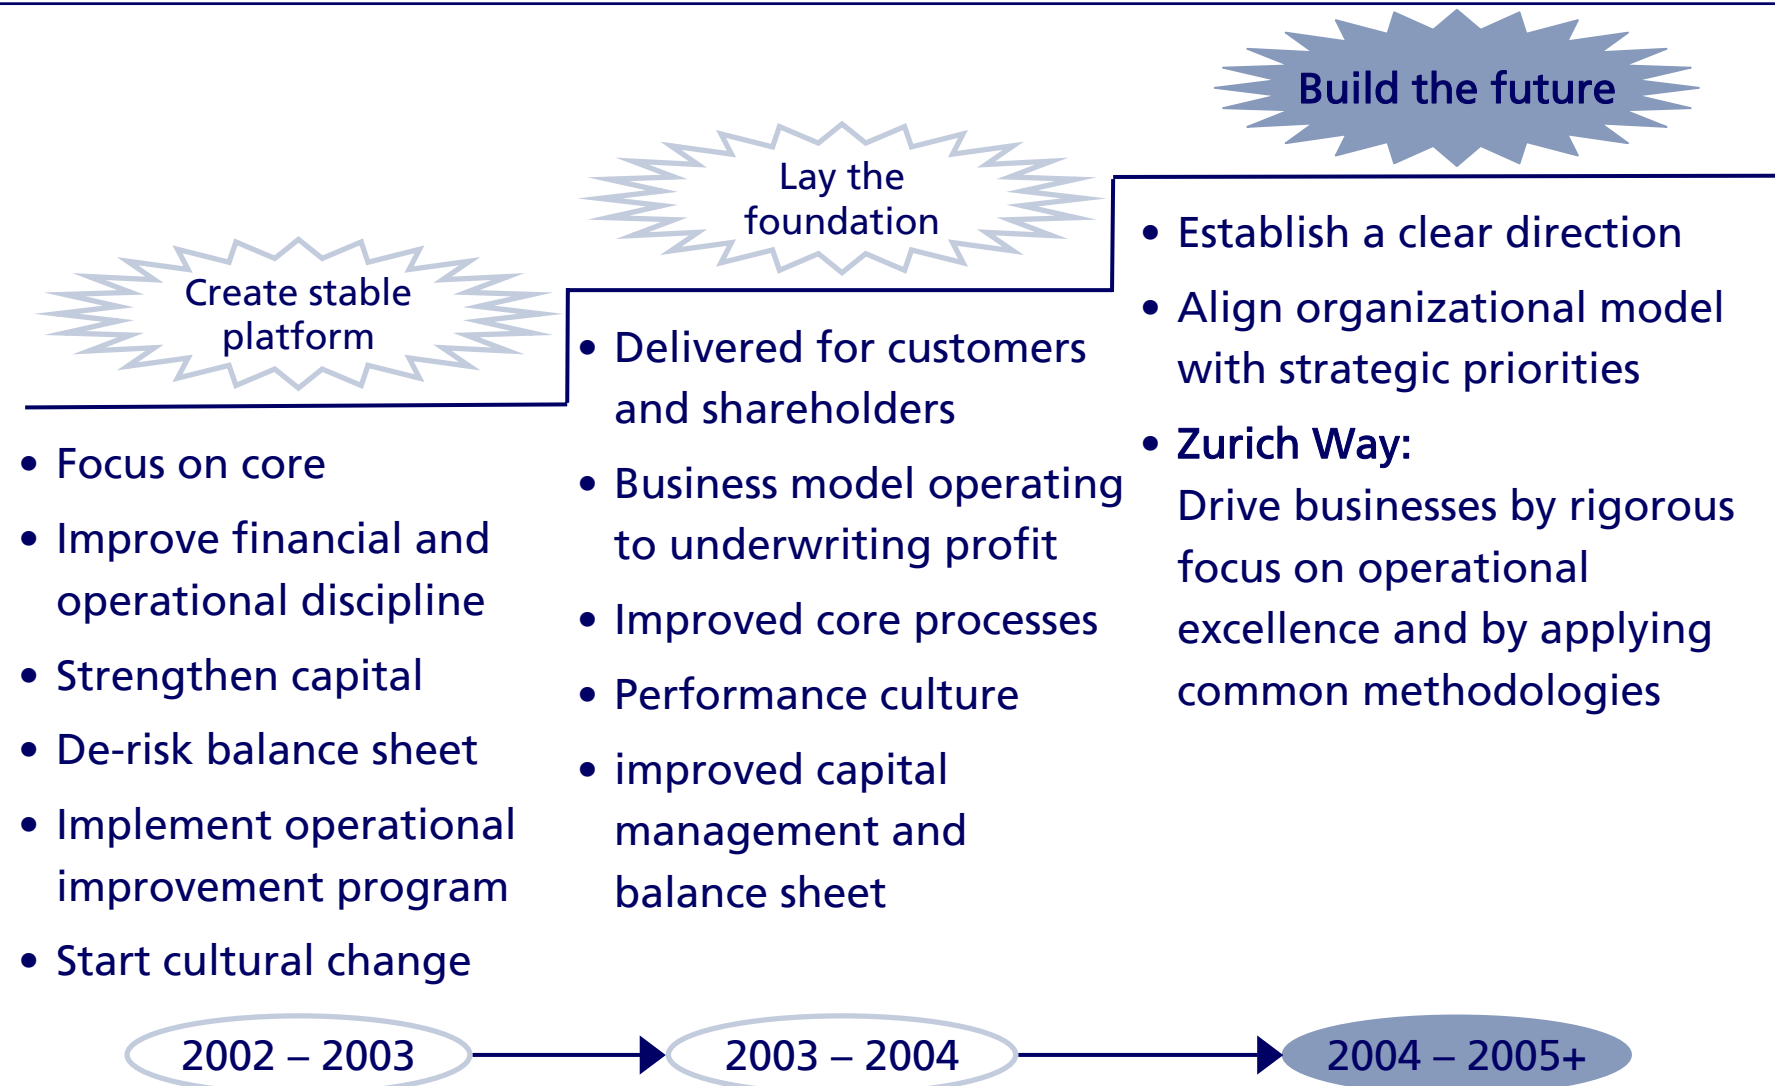 Build the future
Lay the
foundation
Create stable
platform
• Focus on core
• Improve financial and
operational discipline
• Strengthen capital
• De-risk balance sheet
• Implement operational
improvement program
• Start cultural change
• Delivered for customers
and shareholders
• Business model operating
to underwriting profit
• Improved core processes
• Performance culture
• improved capital
management and
balance sheet
• Establish a clear direction
• Align organizational model
with strategic priorities
• Zurich Way:
Drive businesses by rigorous
focus on operational
excellence and by applying
common methodologies
2002 – 2003
2003 – 2004
2004 – 2005+